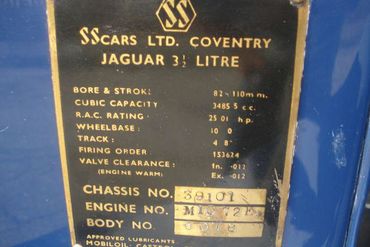 SS
SS CARS LTD. COVENTRY
JAGUAR 3½ LITRE
BORE & STROKE 82 × 110 mm.
CUBIC CAPACITY 3485.5 c.c.
R.A.C. RATING 25.01 h.p.
WHEELBASE: 10 0
TRACK: 4 8
FIRING ORDER 153624
VALVE CLEARANCE: In. .012
(ENGINE WARM) Ex. .012
CHASSIS NO. 39101
ENGINE NO.
BODY NO.
APPROVED LUBRICANTS